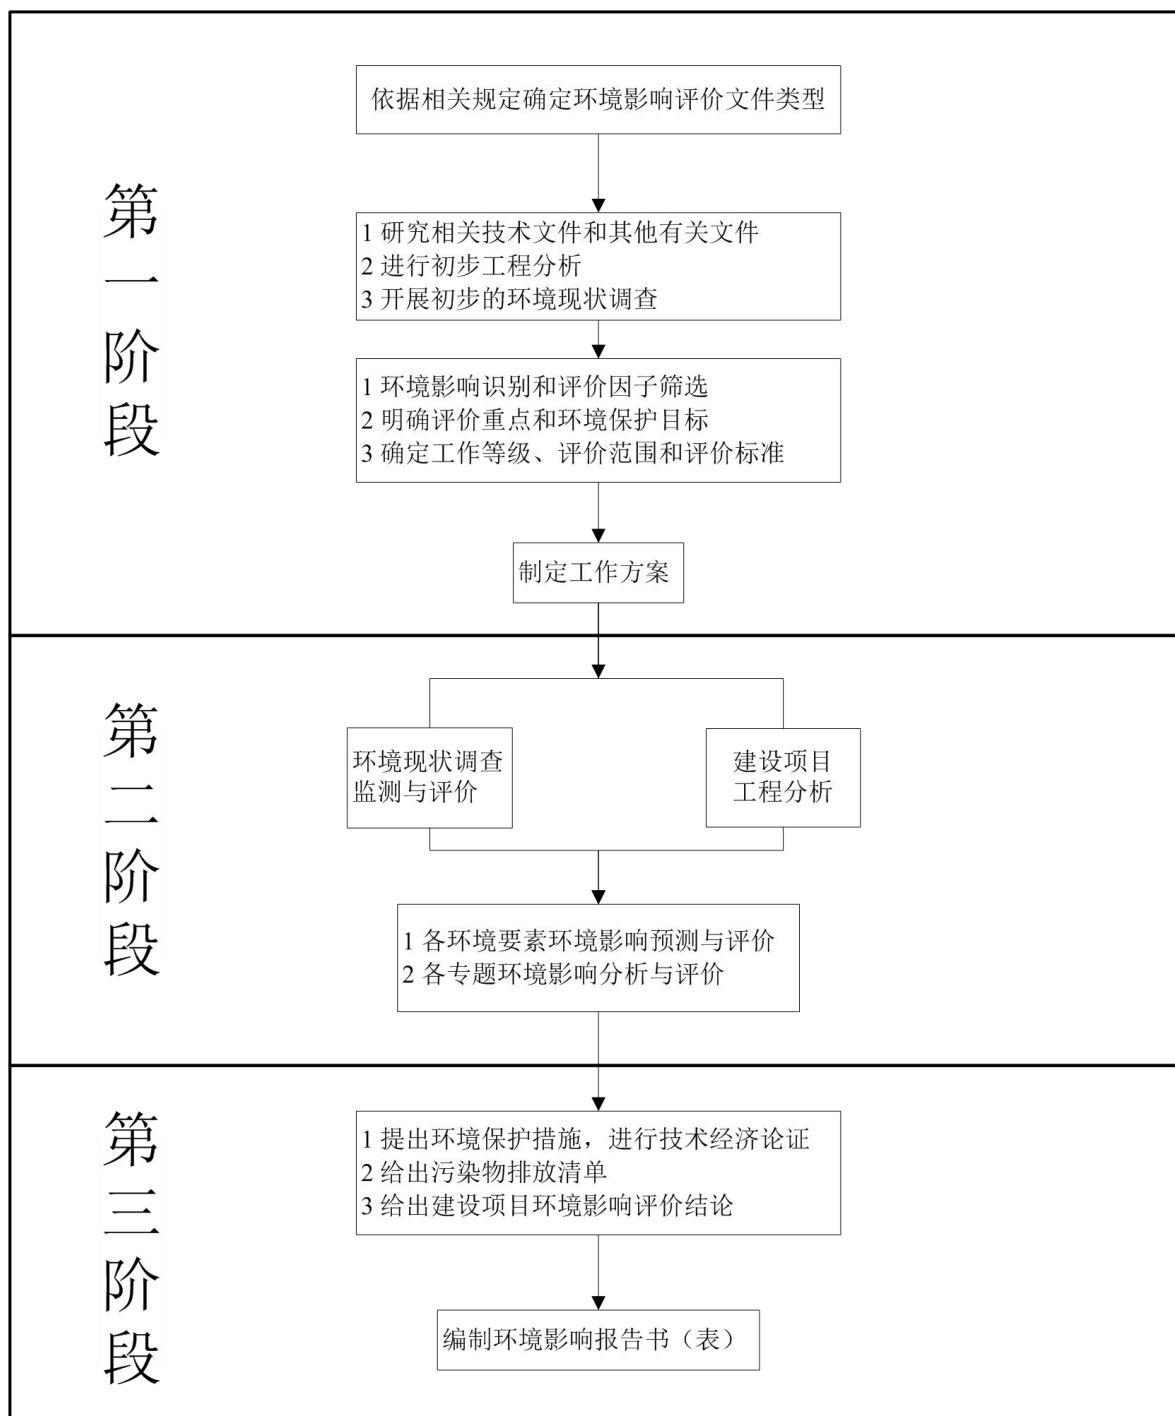 第一阶段
依据相关规定确定环境影响评价文件类型
1 研究相关技术文件和其他有关文件
2 进行初步工程分析
3 开展初步的环境现状调查
1 环境影响识别和评价因子筛选
2 明确评价重点和环境保护目标
3 确定工作等级、评价范围和评价标准
制定工作方案
第二阶段
环境现状调查
监测与评价
建设项目
工程分析
1 各环境要素环境影响预测与评价
2 各专题环境影响分析与评价
第三阶段
1 提出环境保护措施，进行技术经济论证
2 给出污染物排放清单
3 给出建设项目环境影响评价结论
编制环境影响报告书（表）